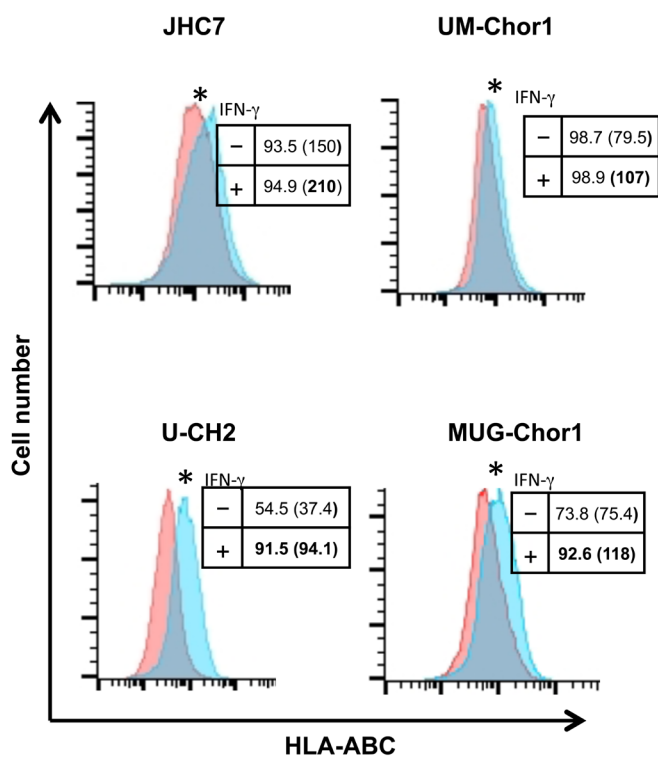 JHC7
UM-Chor1
*
IFN-γ
− 93.5 (150)
+ 94.9 (210)
*
IFN-γ
− 98.7 (79.5)
+ 98.9 (107)
Cell number
U-CH2
MUG-Chor1
*
IFN-γ
− 54.5 (37.4)
+ 91.5 (94.1)
*
IFN-γ
− 73.8 (75.4)
+ 92.6 (118)
HLA-ABC